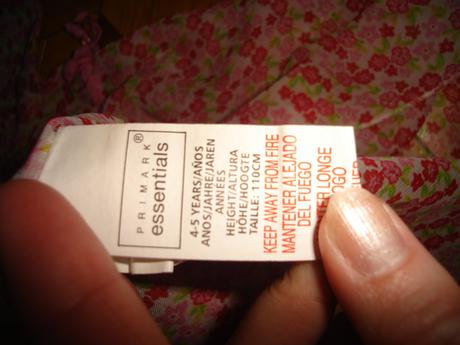 PRIMARK®
essentials
4-5 YEARS/AÑOS
ANOS/JAHRE/JAREN
ANNÉES
HEIGHT/ALTURA
HÖHE/HOOGTE
TAILLE: 110CM
KEEP AWAY FROM FIRE
MANTENER ALEJADO
DEL FUEGO
LONGE